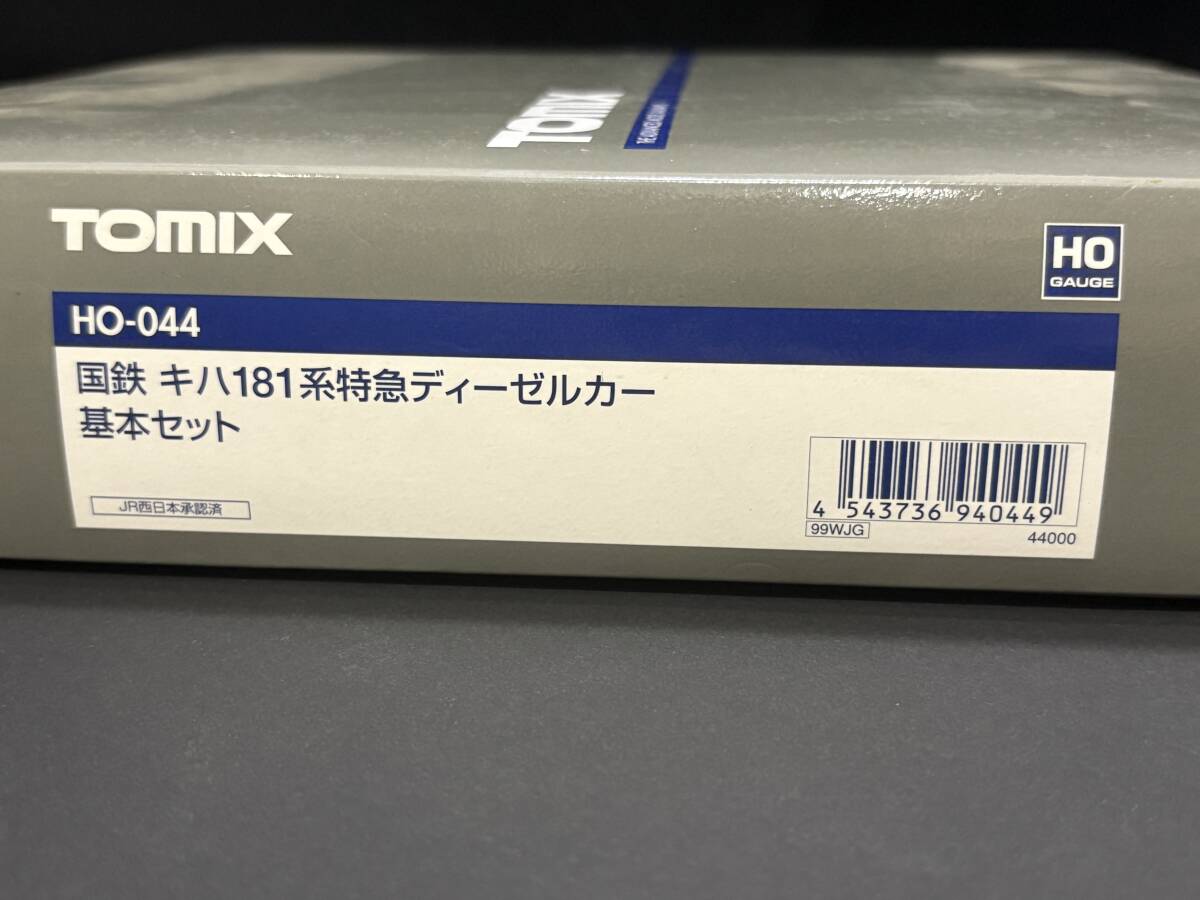 TOMIX
TOMIX
HO
GAUGE
HO-044
国鉄 キハ181系特急ディーゼルカー
基本セット
JR西日本承認済
4 543736 940449
99WJG
44000